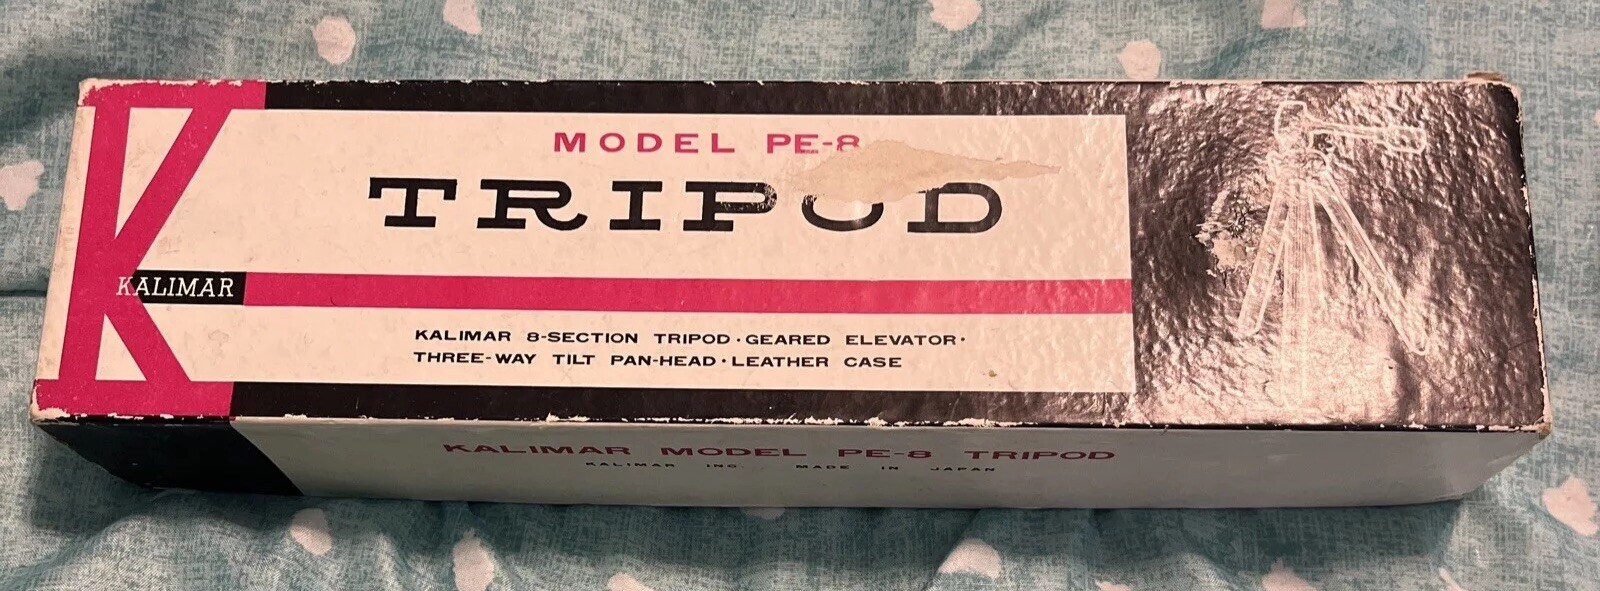 MODEL PE-8
TRIPOD
KALIMAR
KALIMAR 8-SECTION TRIPOD · GEARED ELEVATOR ·
THREE-WAY TILT PAN-HEAD · LEATHER CASE
KALIMAR MODEL PE-8 TRIPOD
KALIMAR INC. MADE IN JAPAN